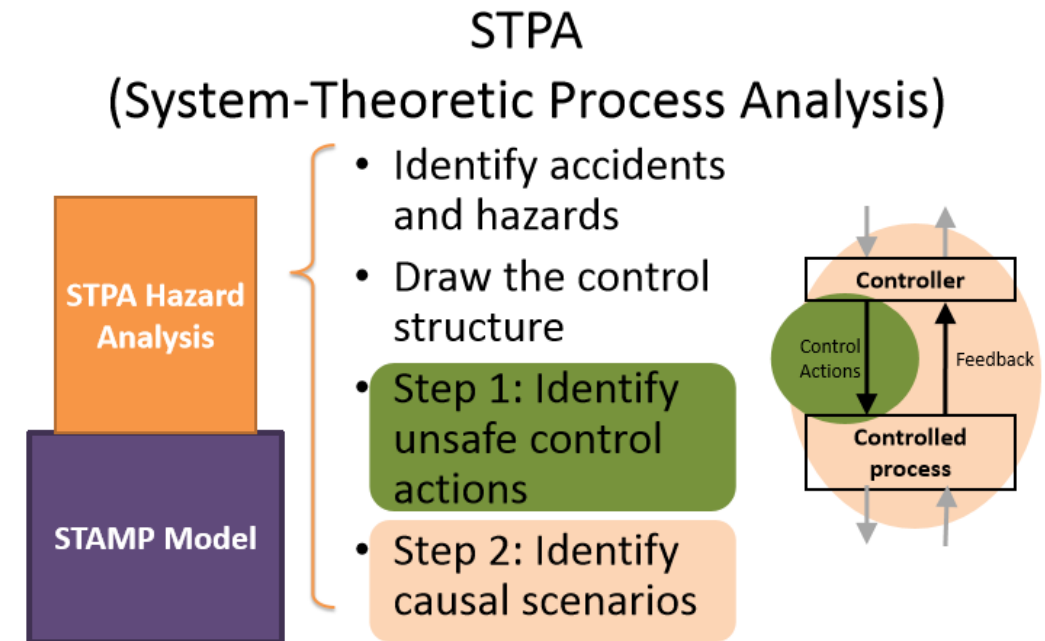 STPA
(System-Theoretic Process Analysis)
STPA Hazard
Analysis
STAMP Model
• Identify accidents
and hazards
• Draw the control
structure
• Step 1: Identify
unsafe control
actions
• Step 2: Identify
causal scenarios
Controller
Control
Actions
Feedback
Controlled
process